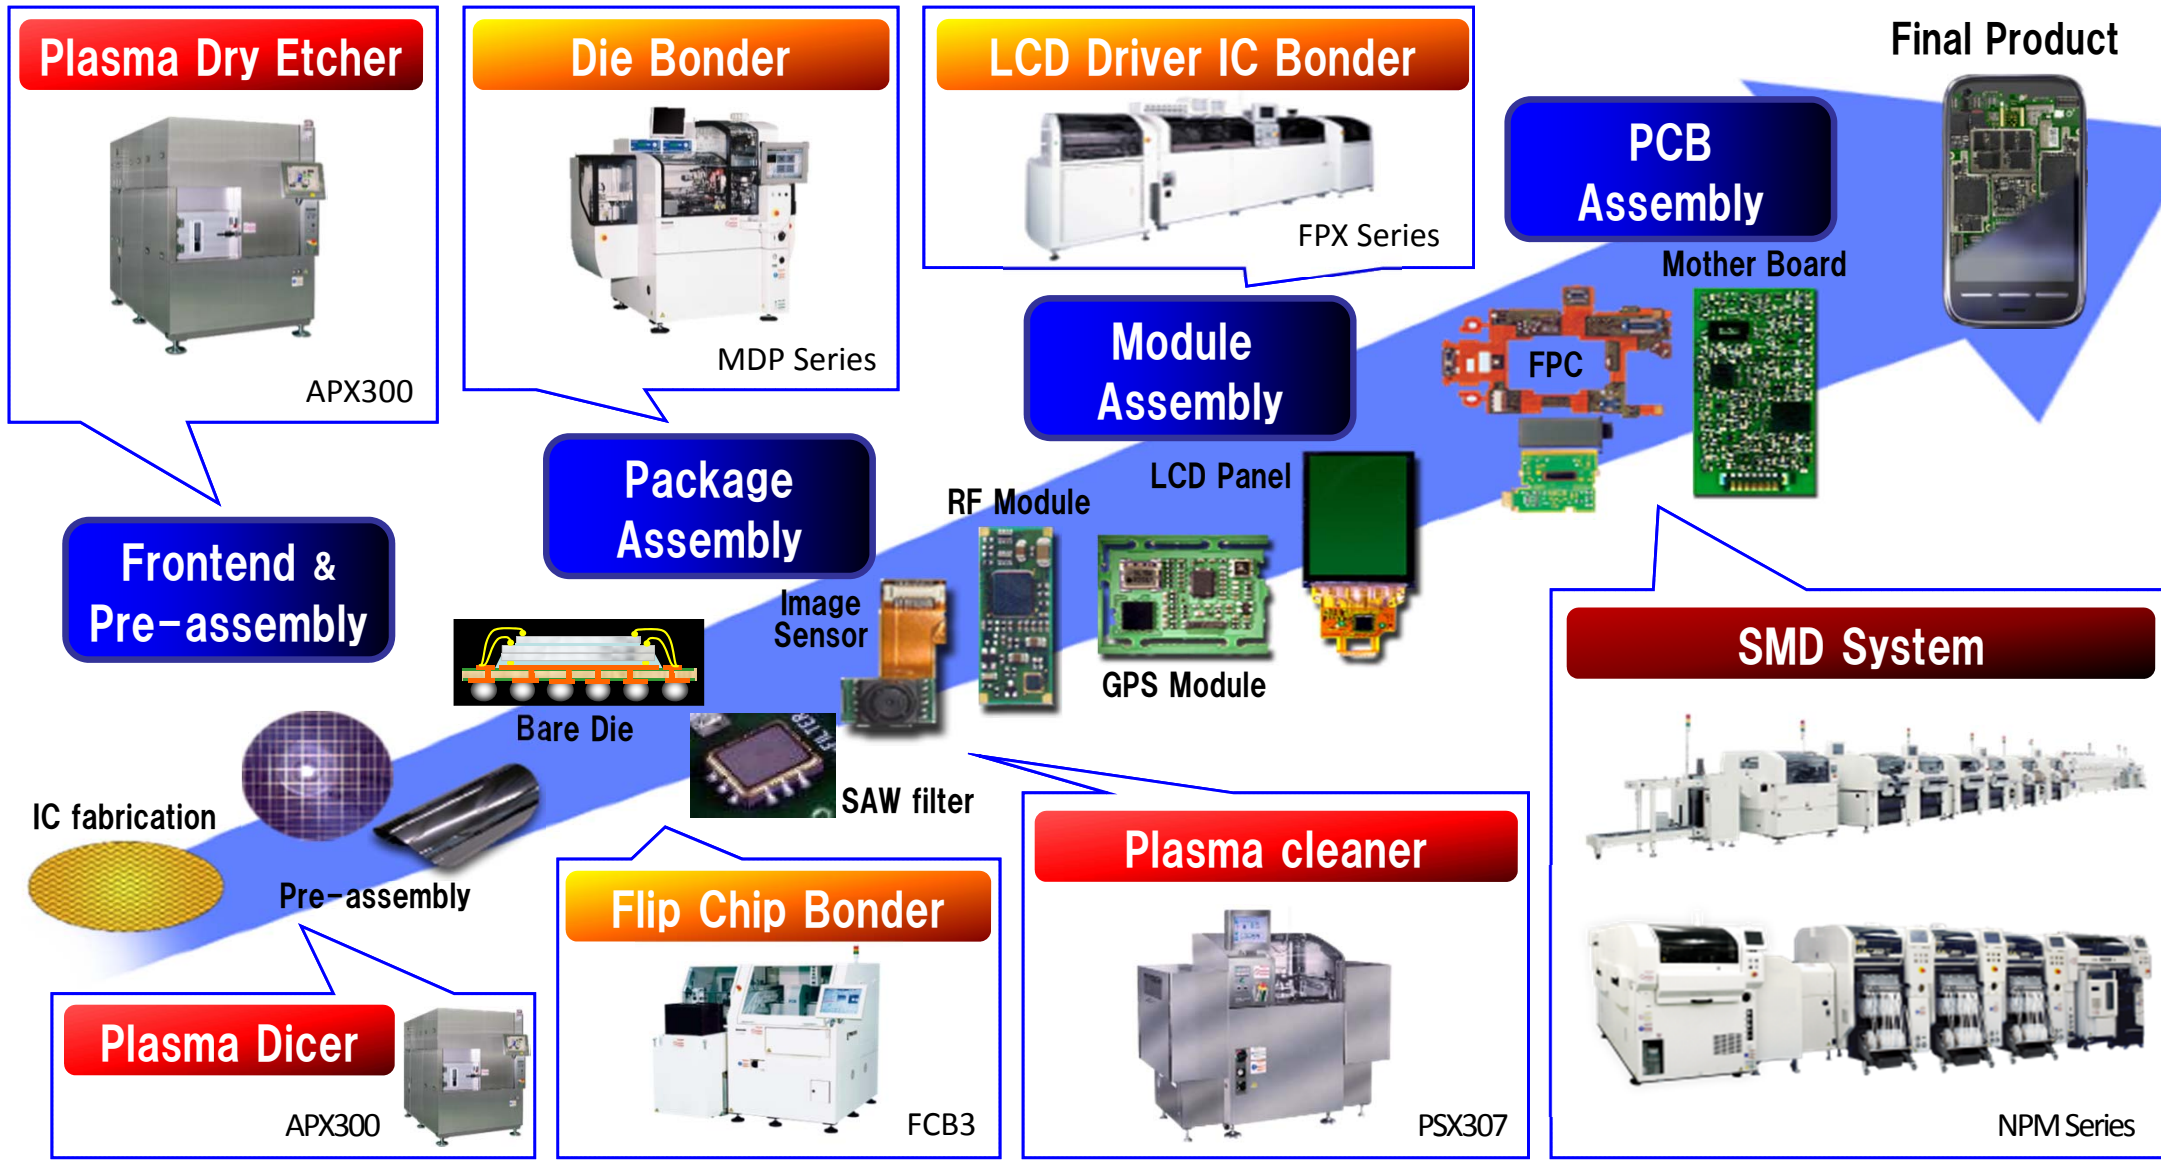 Plasma Dry Etcher
APX300
Die Bonder
MDP Series
LCD Driver IC Bonder
FPX Series
Final Product
PCB
Assembly
Mother Board
FPC
Module
Assembly
LCD Panel
RF Module
GPS Module
Package
Assembly
Image
Sensor
Frontend &
Pre-assembly
Bare Die
FILTER
SAW filter
IC fabrication
Pre-assembly
Plasma Dicer
APX300
Flip Chip Bonder
FCB3
Plasma cleaner
PSX307
SMD System
NPM Series